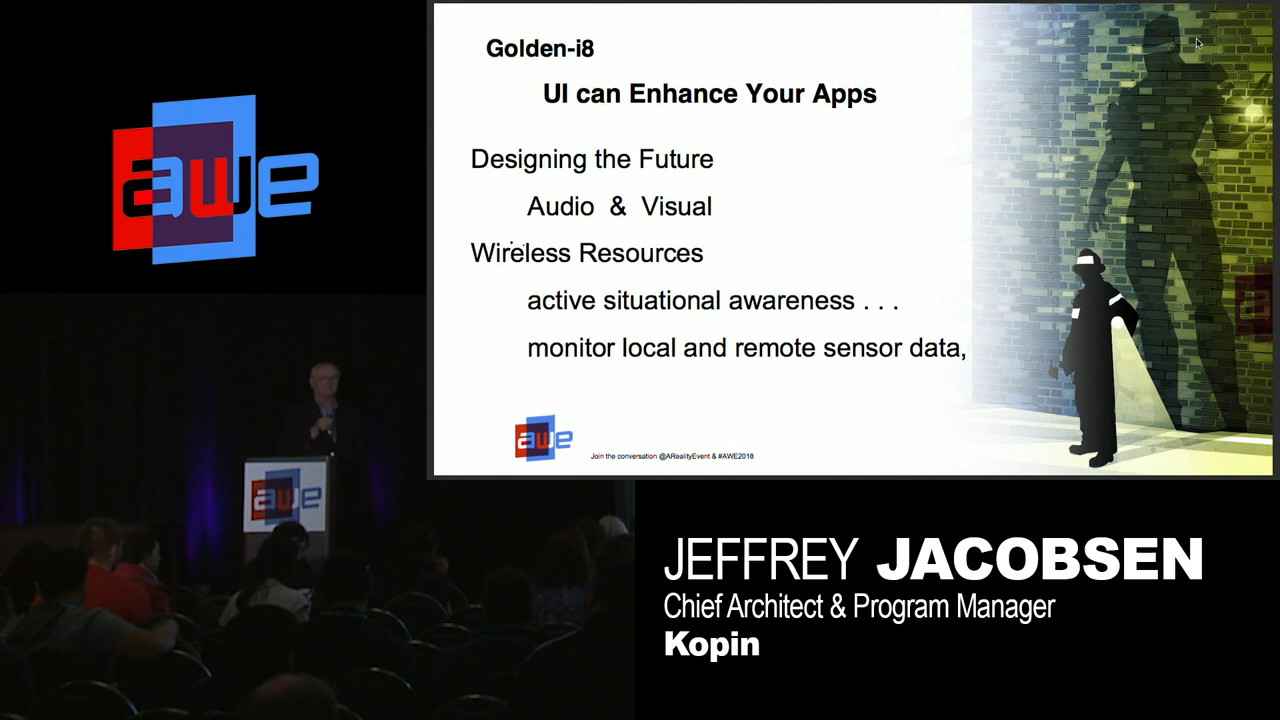 awe
Golden-i8
UI can Enhance Your Apps
Designing the Future
Audio & Visual
Wireless Resources
active situational awareness . . .
monitor local and remote sensor data,
awe
Join the conversation @ARealityEvent & #AWE2018
awe
JEFFREY JACOBSEN
Chief Architect & Program Manager
Kopin